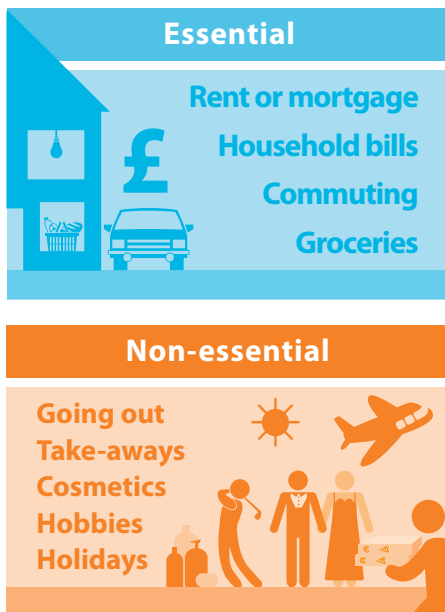 Essential
Rent or mortgage
£
Household bills
Commuting
Groceries
Non-essential
Going out
Take-aways
Cosmetics
Hobbies
Holidays